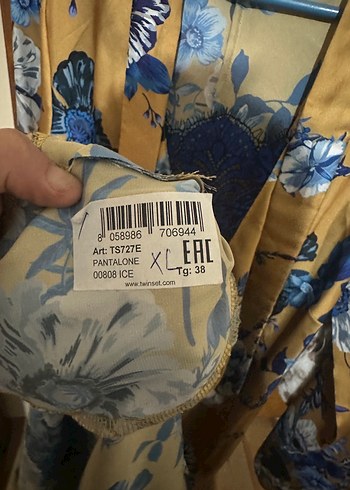 8 058986 706944
Art: TS727E
PANTALONE
00808 ICE
XL
EAC
Tg: 38
www.twinset.com